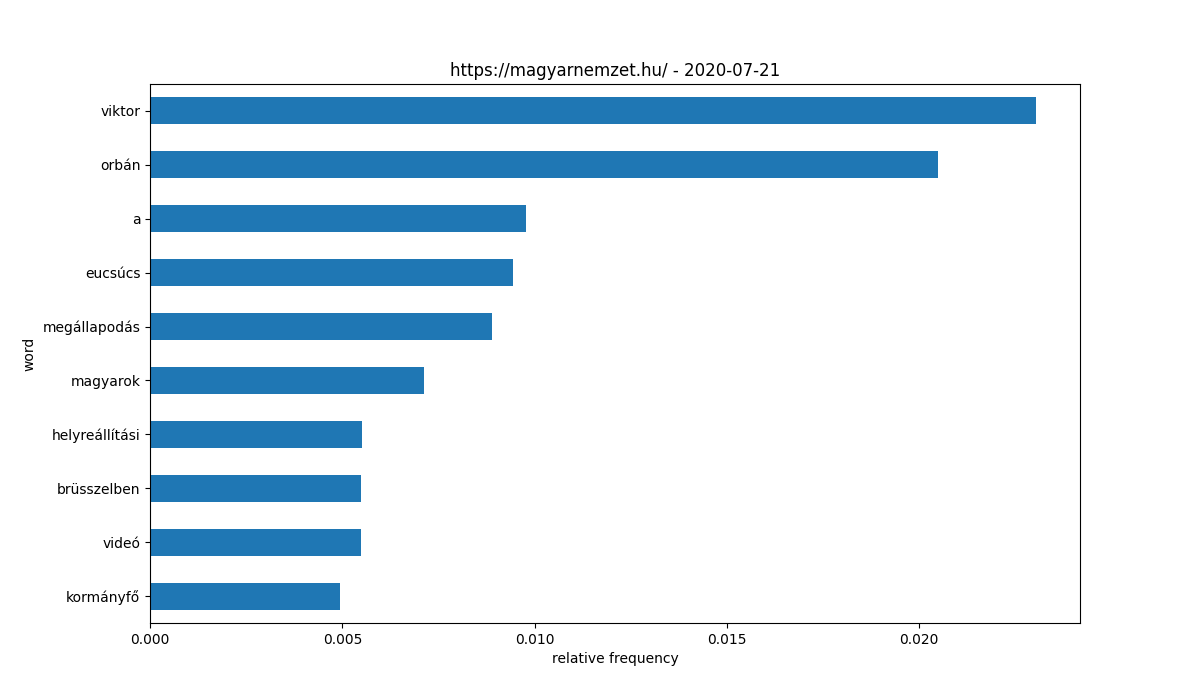 https://magyarnemzet.hu/ - 2020-07-21
viktor
orbán
a
eucsúcs
megállapodás
magyarok
helyreállítási
brüsszelben
videó
kormányfő
word
0.000 0.005 0.010 0.015 0.020
relative frequency